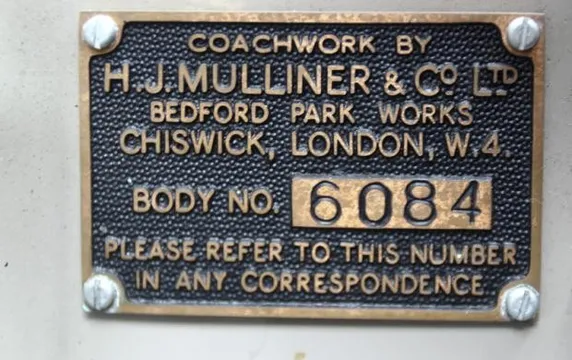 COACHWORK BY
H.J.MULLINER & Cº LTD
BEDFORD PARK WORKS
CHISWICK, LONDON, W.4.
BODY NO. 6084
PLEASE REFER TO THIS NUMBER
IN ANY CORRESPONDENCE